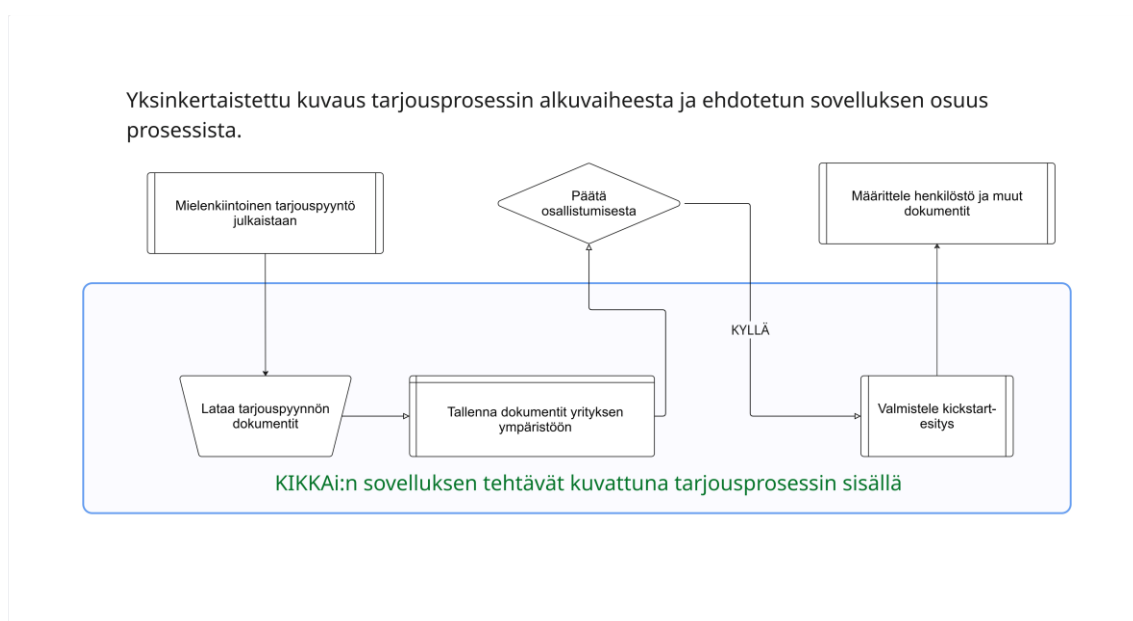 Yksinkertaistettu kuvaus tarjousprosessin alkuvaiheesta ja ehdotetun sovelluksen osuus
prosessista.
Mielenkiintoinen tarjouspyyntö
julkaistaan
Päätä
osallistumisesta
Määrittele henkilöstö ja muut
dokumentit
KYLLÄ
Lataa tarjouspyynnön
dokumentit
Tallenna dokumentit yrityksen
ympäristöön
Valmistele kickstart-
esitys
KIKKAi:n sovelluksen tehtävät kuvattuna tarjousprosessin sisällä